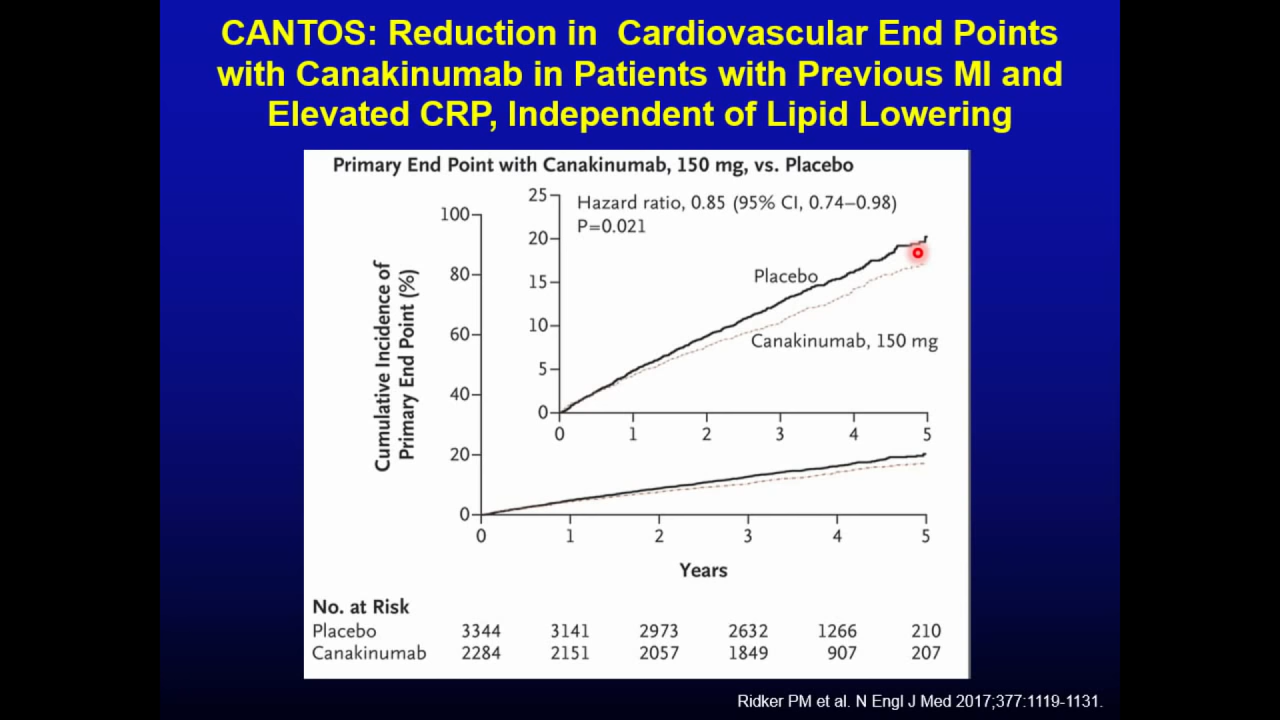 CANTOS: Reduction in Cardiovascular End Points
with Canakinumab in Patients with Previous MI and
Elevated CRP, Independent of Lipid Lowering
Primary End Point with Canakinumab, 150 mg, vs. Placebo
Hazard ratio, 0.85 (95% CI, 0.74–0.98)
P=0.021
Cumulative Incidence of
Primary End Point (%)
100
80
60
40
20
0
25
20
15
10
5
0
Placebo
Canakinumab, 150 mg
0 1 2 3 4 5
0 1 2 3 4 5
Years
No. at Risk
Placebo 3344 3141 2973 2632 1266 210
Canakinumab 2284 2151 2057 1849 907 207
Ridker PM et al. N Engl J Med 2017;377:1119-1131.